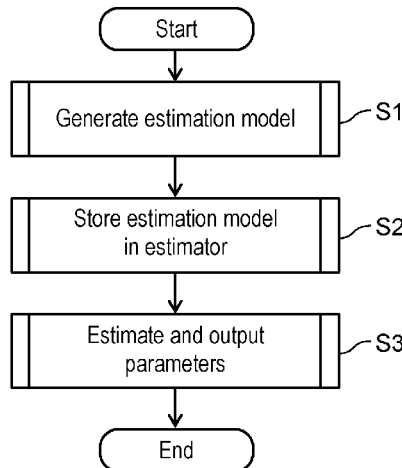 Start
Generate estimation model
S1
Store estimation model
in estimator
S2
Estimate and output
parameters
S3
End